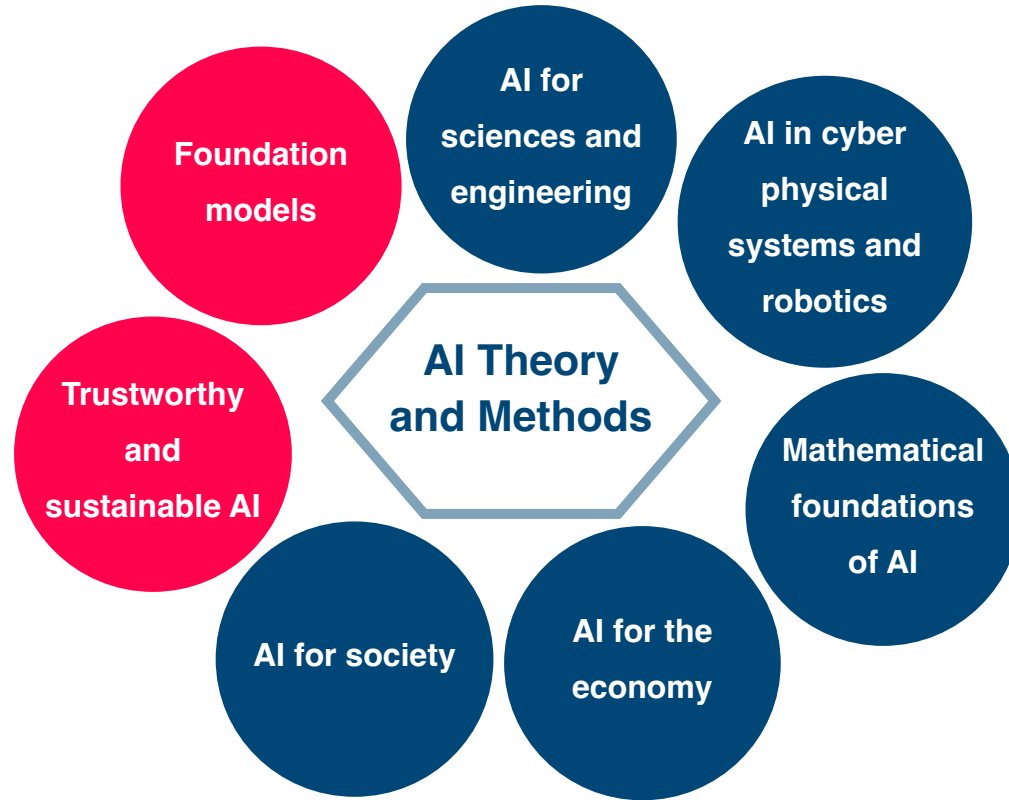 AI for
sciences and
engineering
AI in cyber
physical
systems and
robotics
Foundation
models
AI Theory
and Methods
Trustworthy
and
sustainable AI
Mathematical
foundations
of AI
AI for society
AI for the
economy